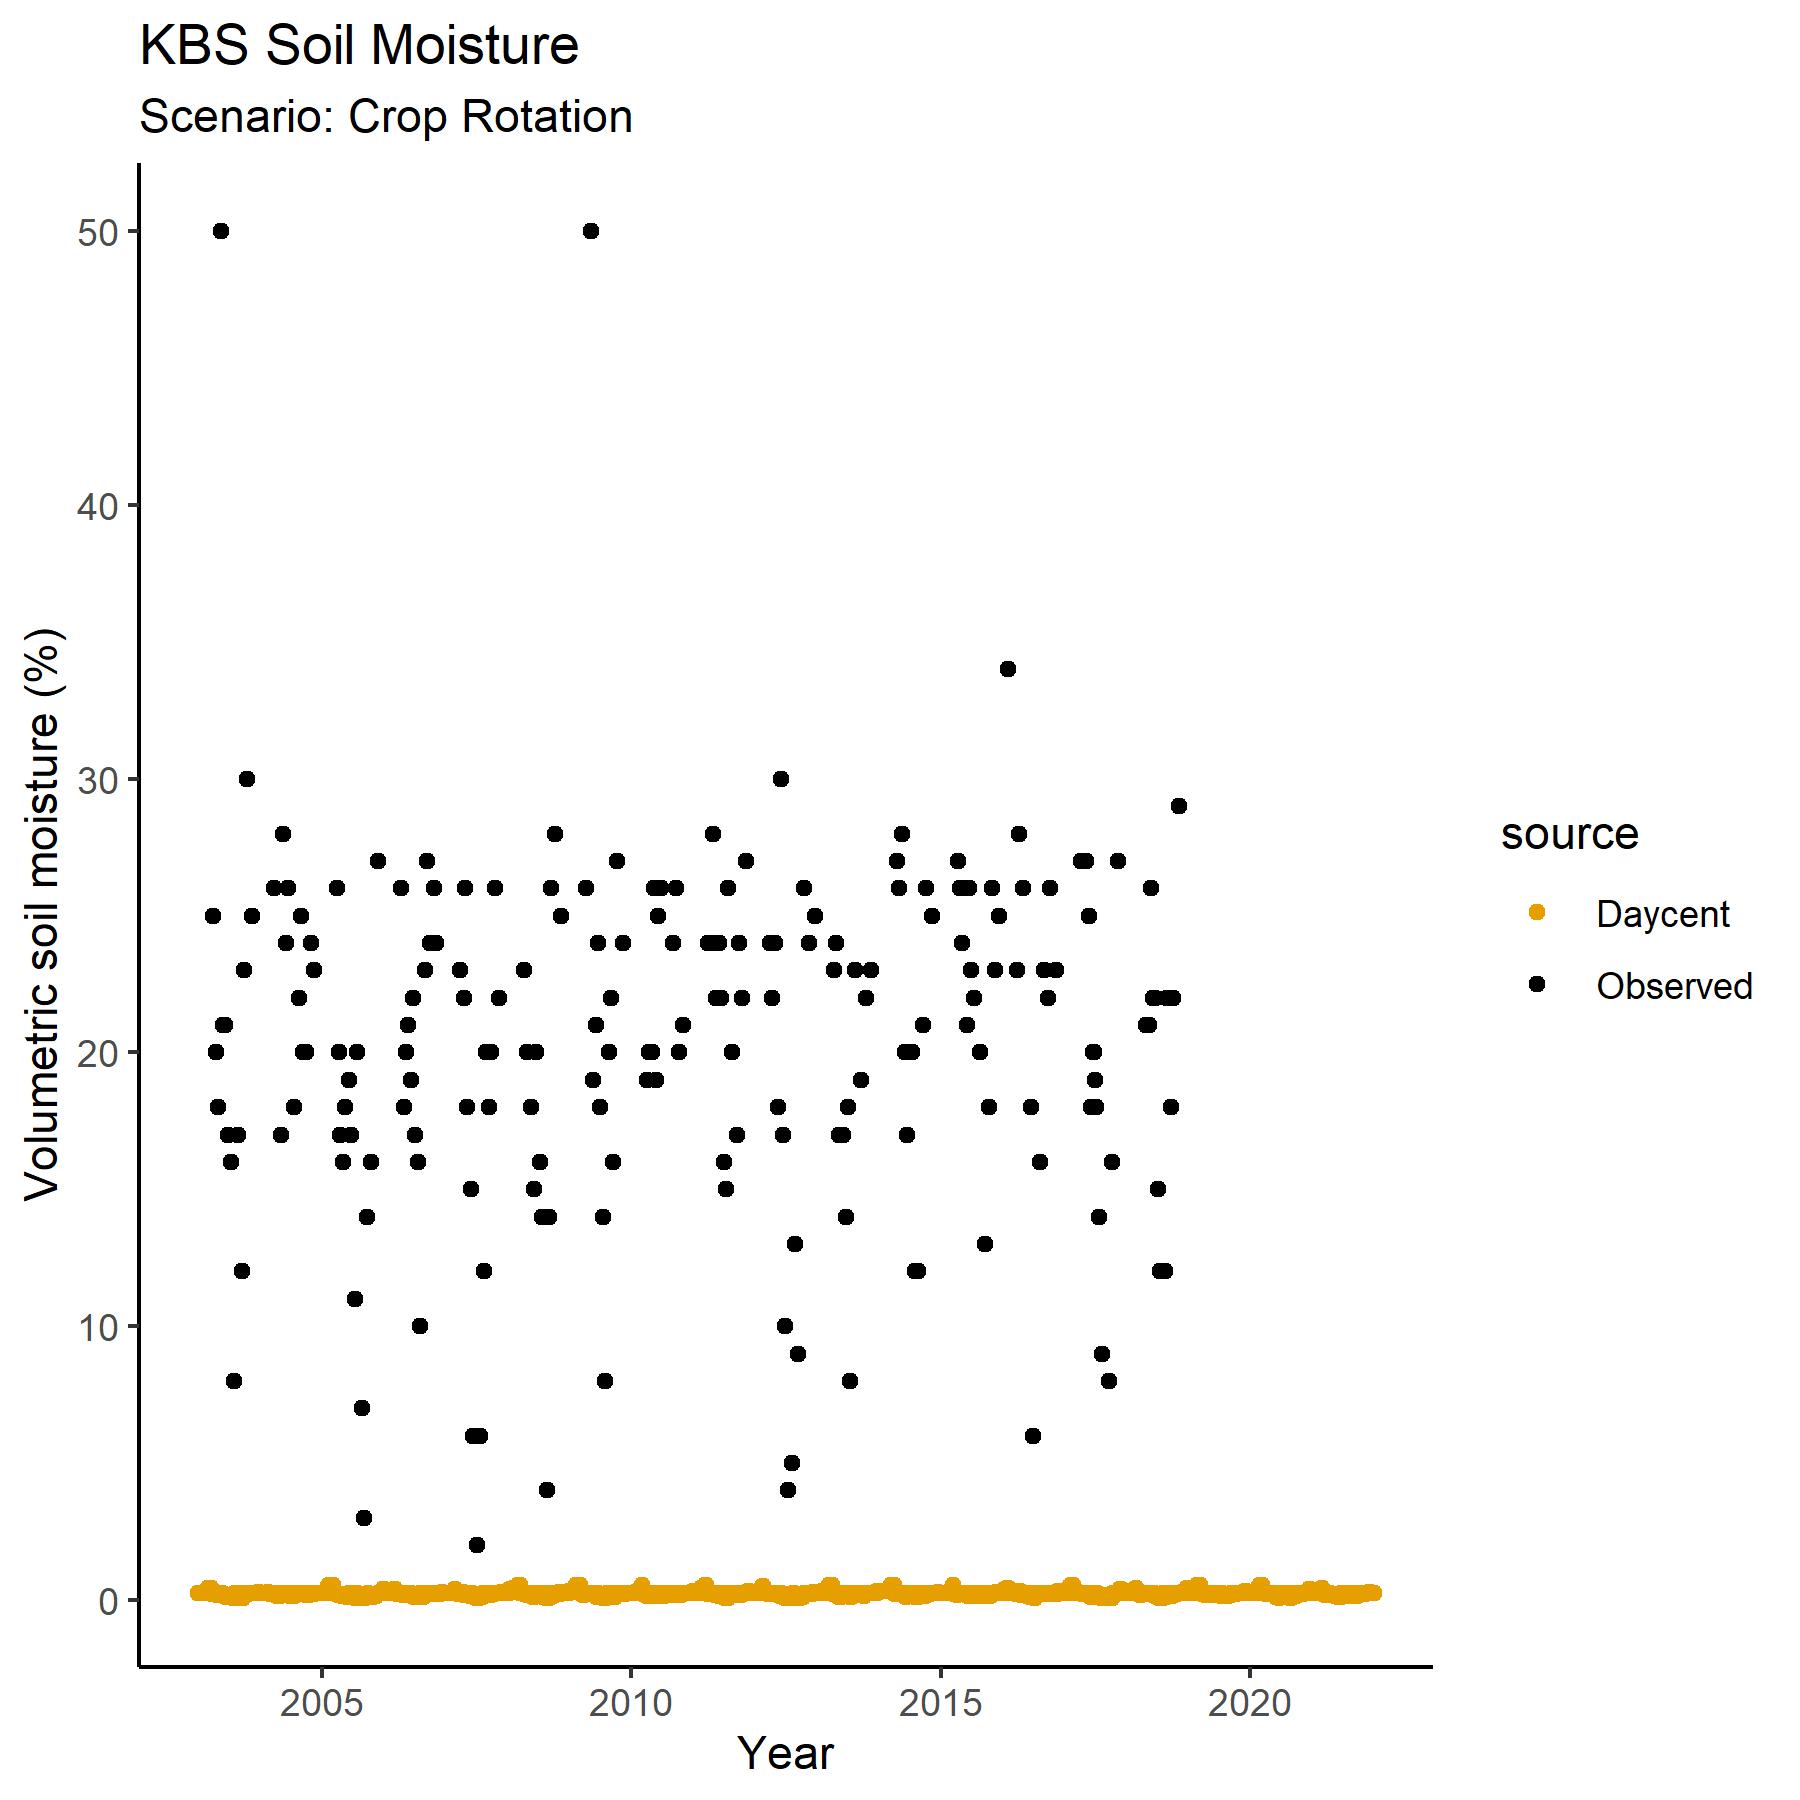 KBS Soil Moisture
Scenario: Crop Rotation
Volumetric soil moisture (%)
50
40
30
20
10
0
2005 2010 2015 2020
Year
source
Daycent
Observed